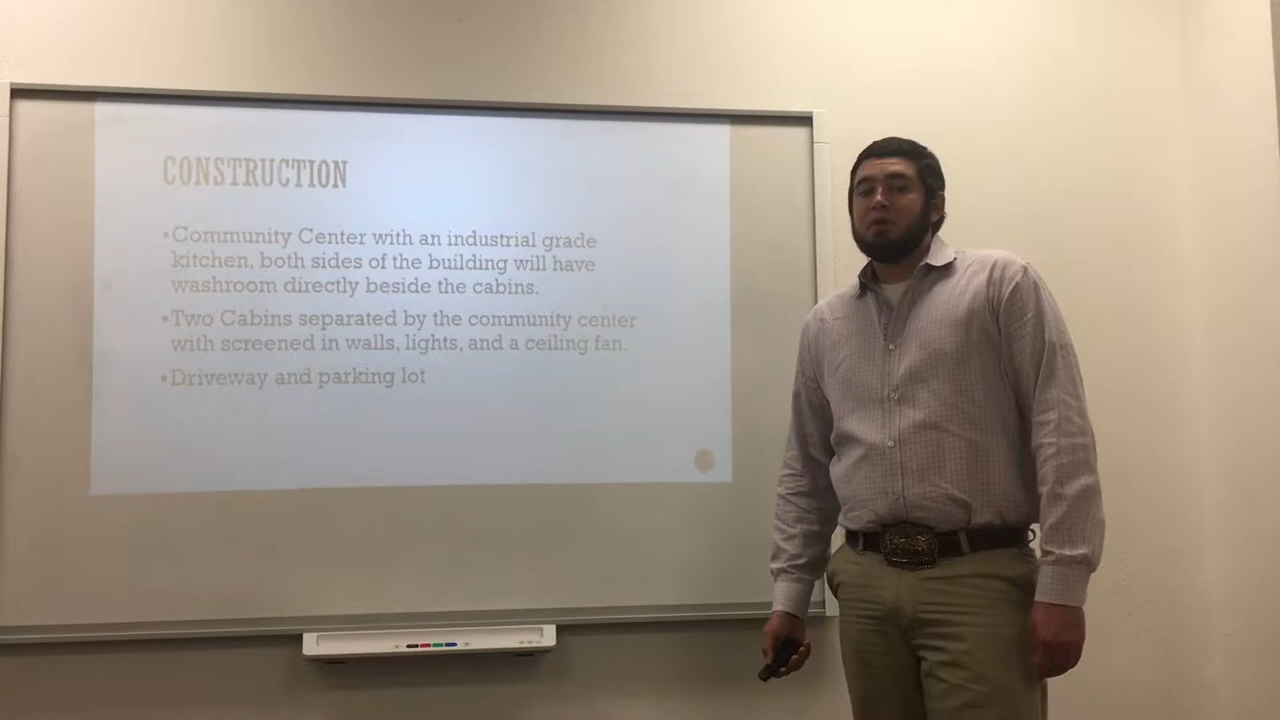 CONSTRUCTION
▪Community Center with an industrial grade
kitchen, both sides of the building will have
washroom directly beside the cabins.
▪Two Cabins separated by the community center
with screened in walls, lights, and a ceiling fan.
▪Driveway and parking lot